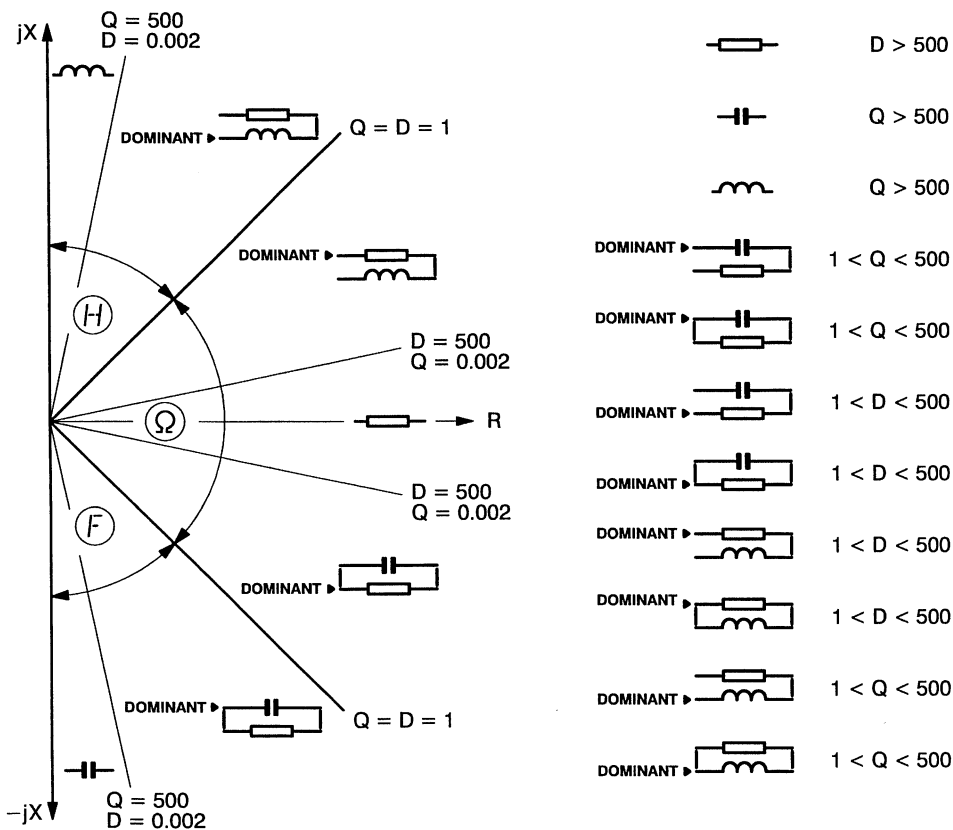 jX
Q = 500
D = 0.002
DOMINANT
Q = D = 1
DOMINANT
H
D = 500
Q = 0.002
Ω
R
D = 500
Q = 0.002
F
DOMINANT
DOMINANT
Q = D = 1
Q = 500
D = 0.002
−jX
D > 500
Q > 500
Q > 500
DOMINANT 1 < Q < 500
DOMINANT 1 < Q < 500
DOMINANT 1 < D < 500
DOMINANT 1 < D < 500
DOMINANT 1 < D < 500
DOMINANT 1 < D < 500
DOMINANT 1 < Q < 500
DOMINANT 1 < Q < 500